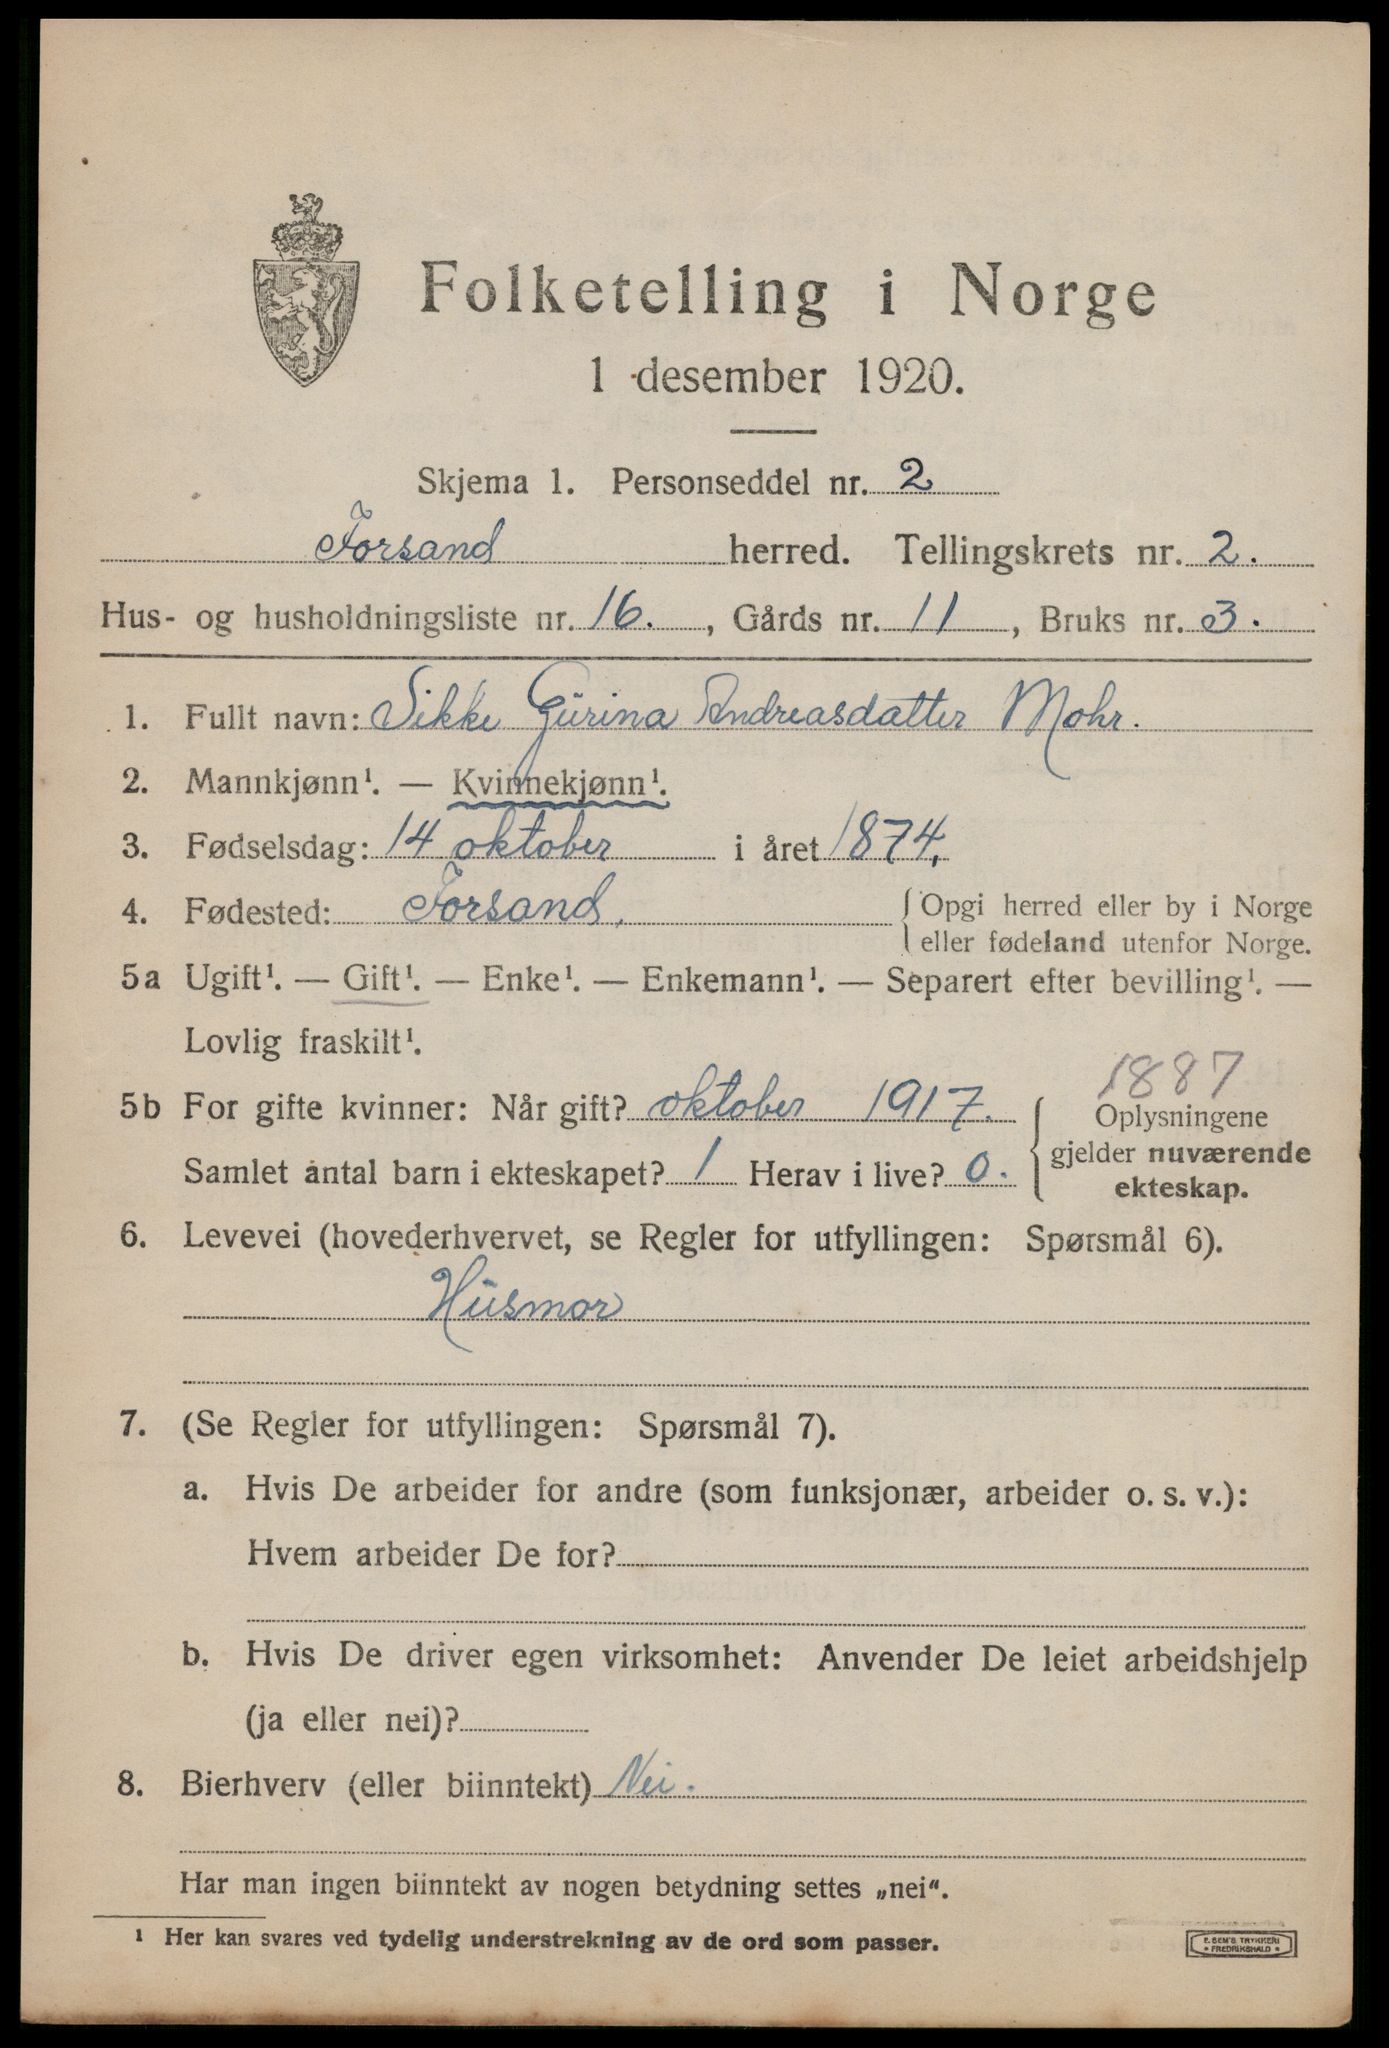 Folketelling i Norge
1 desember 1920.
Skjema 1. Personseddel nr. 2
Forsand herred. Tellingskrets nr. 2.
Hus- og husholdningsliste nr. 16., Gårds nr. 11, Bruks nr. 3.
1. Fullt navn: Sikke Gurina Andreasdatter Mohr.
2. Mannkjønn¹. — Kvinnekjønn¹.
3. Fødselsdag: 14 oktober i året 1874.
4. Fødested: Forsand. { Opgi herred eller by i Norge
eller fødeland utenfor Norge.
5a Ugift¹. — Gift¹. — Enke¹. — Enkemann¹. — Separert efter bevilling¹. —
Lovlig fraskilt¹.
1887
5b For gifte kvinner: Når gift? oktober 1917. { Oplysningene
gjelder nuværende
Samlet antal barn i ekteskapet? 1 Herav i live? 0. ekteskap.
6. Levevei (hovederhvervet, se Regler for utfyllingen: Spørsmål 6).
Husmor
7. (Se Regler for utfyllingen: Spørsmål 7).
a. Hvis De arbeider for andre (som funksjonær, arbeider o. s. v.):
Hvem arbeider De for?
b. Hvis De driver egen virksomhet: Anvender De leiet arbeidshjelp
(ja eller nei)?
8. Bierhverv (eller biinntekt) Nei.
Har man ingen biinntekt av nogen betydning settes „nei".
¹ Her kan svares ved tydelig understrekning av de ord som passer.
E. SEM'S TRYKKERI
• FREDRIKSHALD •